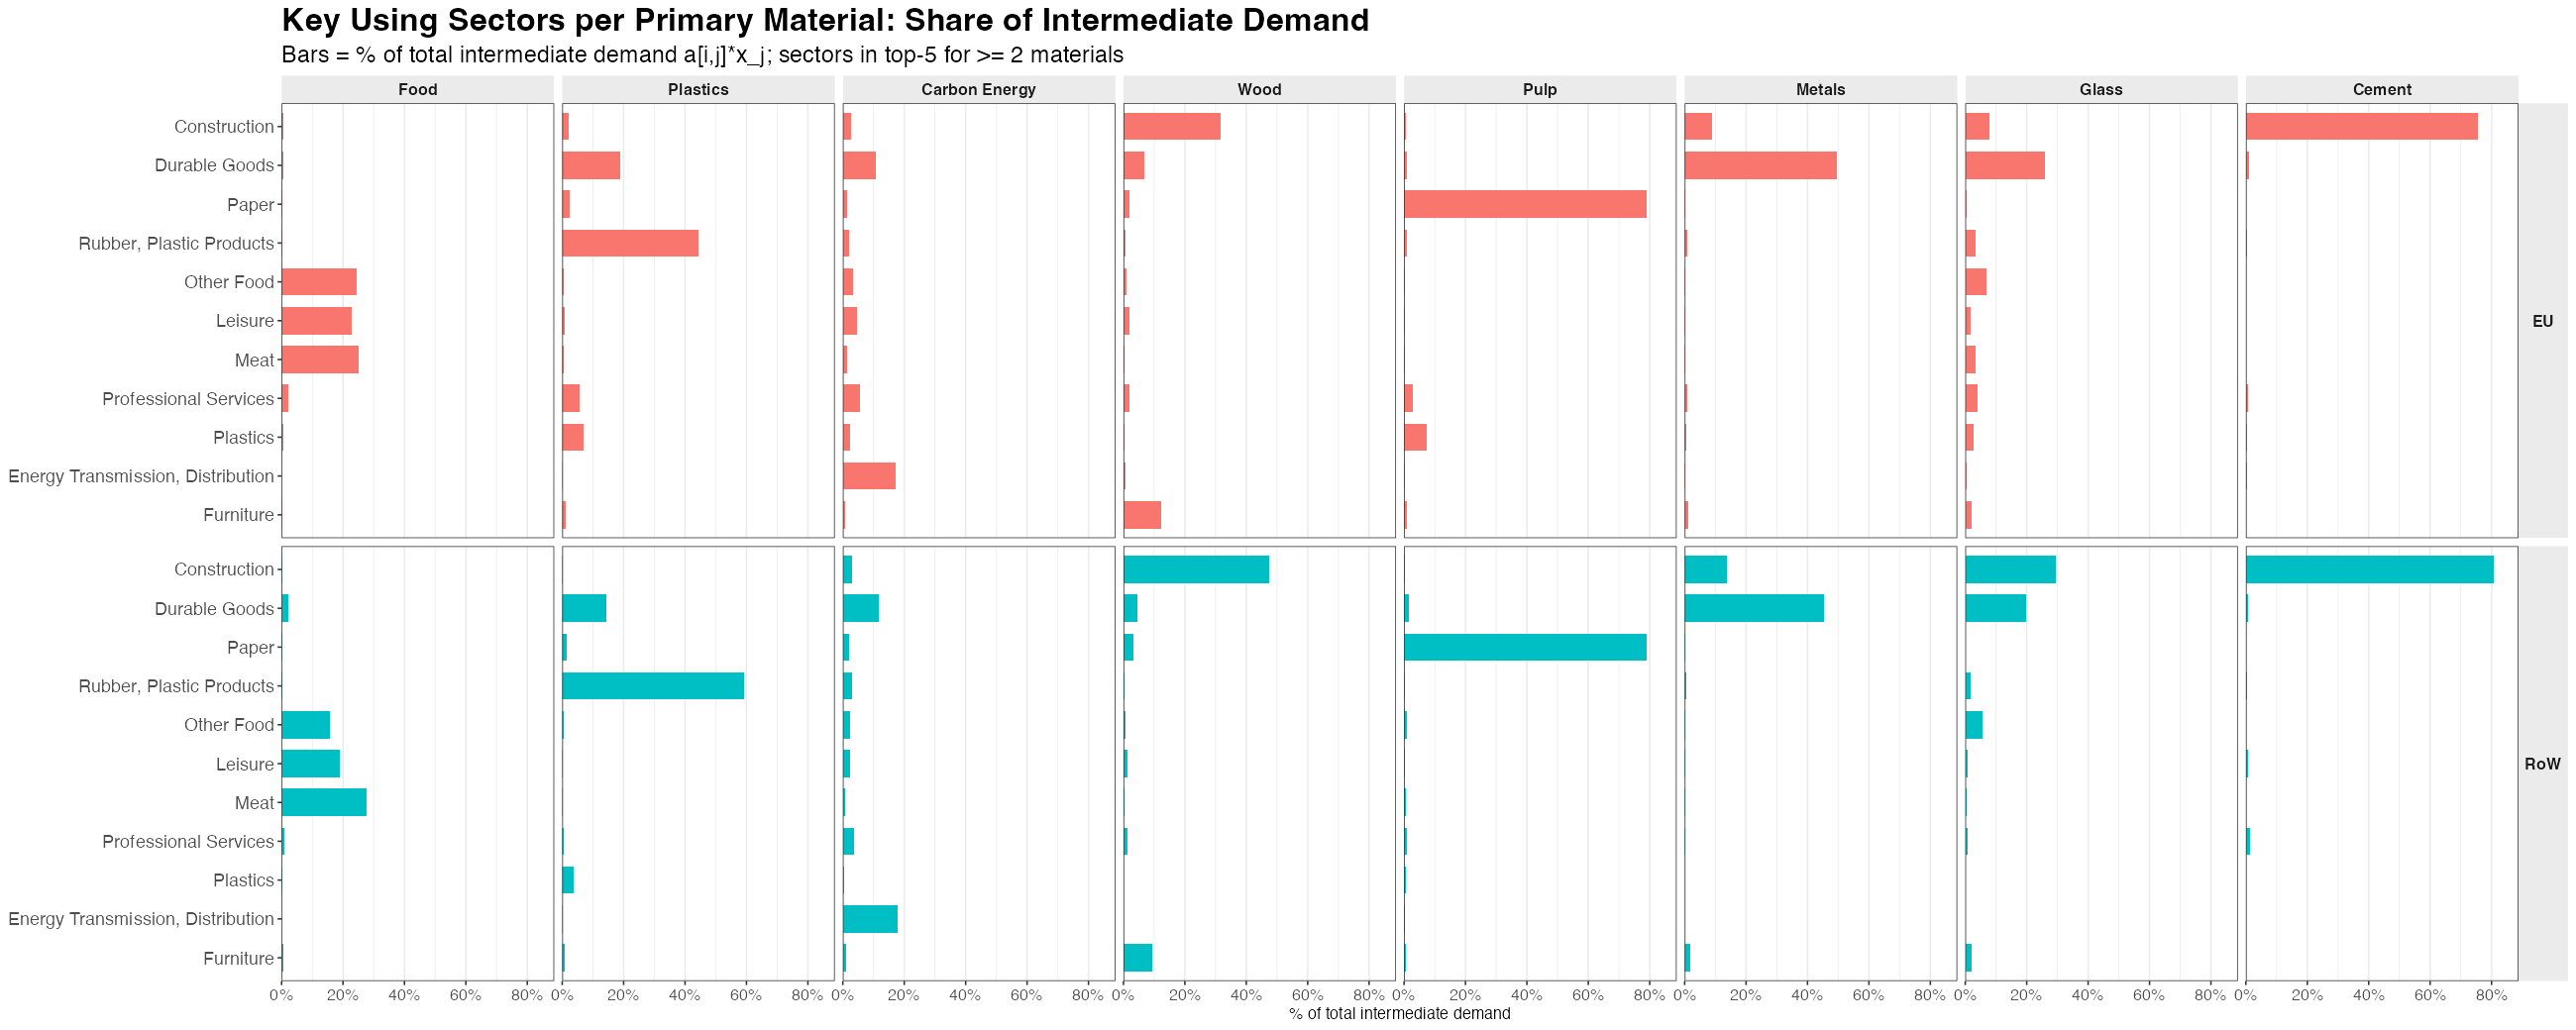 Key Using Sectors per Primary Material: Share of Intermediate Demand
Bars = % of total intermediate demand a[i,j]*x_j; sectors in top-5 for >= 2 materials
Food Plastics Carbon Energy Wood Pulp Metals Glass Cement
Construction
Durable Goods
Paper
Rubber, Plastic Products
Other Food
Leisure
Meat
Professional Services
Plastics
Energy Transmission, Distribution
Furniture
EU
Construction
Durable Goods
Paper
Rubber, Plastic Products
Other Food
Leisure
Meat
Professional Services
Plastics
Energy Transmission, Distribution
Furniture
RoW
0% 20% 40% 60% 80% 0% 20% 40% 60% 80% 0% 20% 40% 60% 80% 0% 20% 40% 60% 80% 0% 20% 40% 60% 80% 0% 20% 40% 60% 80% 0% 20% 40% 60% 80% 0% 20% 40% 60% 80%
% of total intermediate demand